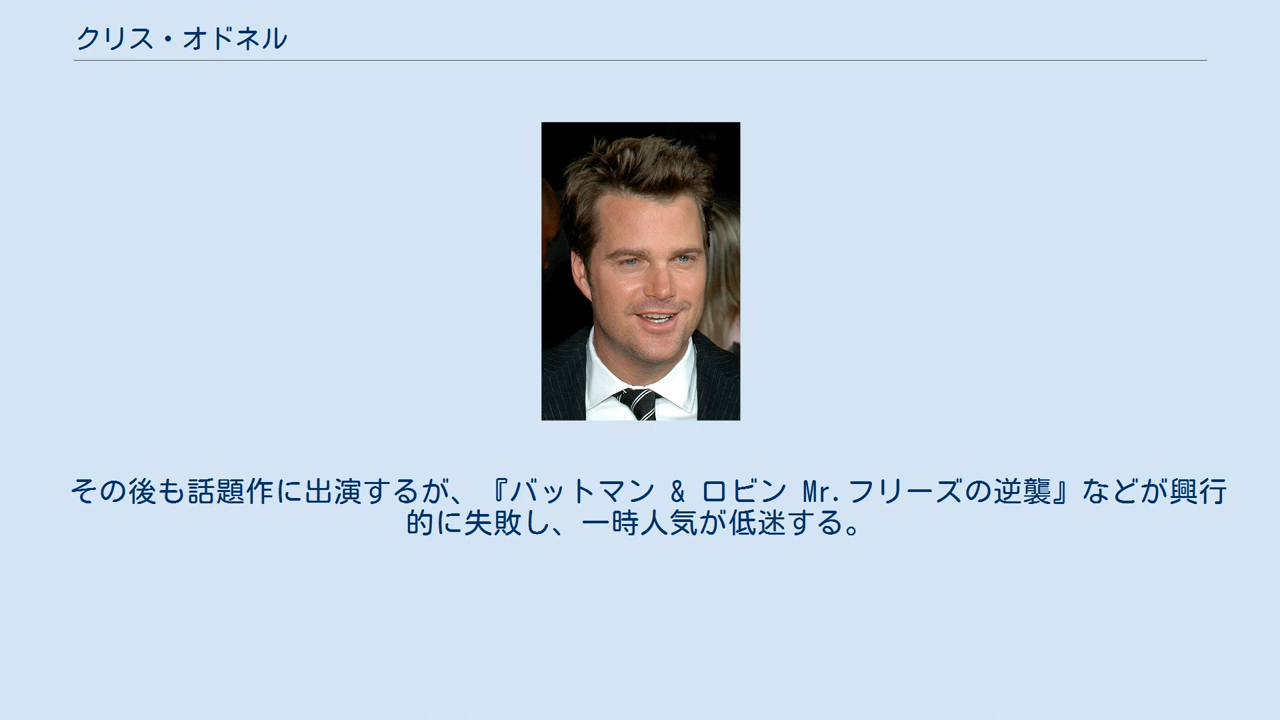 クリス・オドネル
その後も話題作に出演するが、『バットマン & ロビン Mr.フリーズの逆襲』などが興行
的に失敗し、一時人気が低迷する。